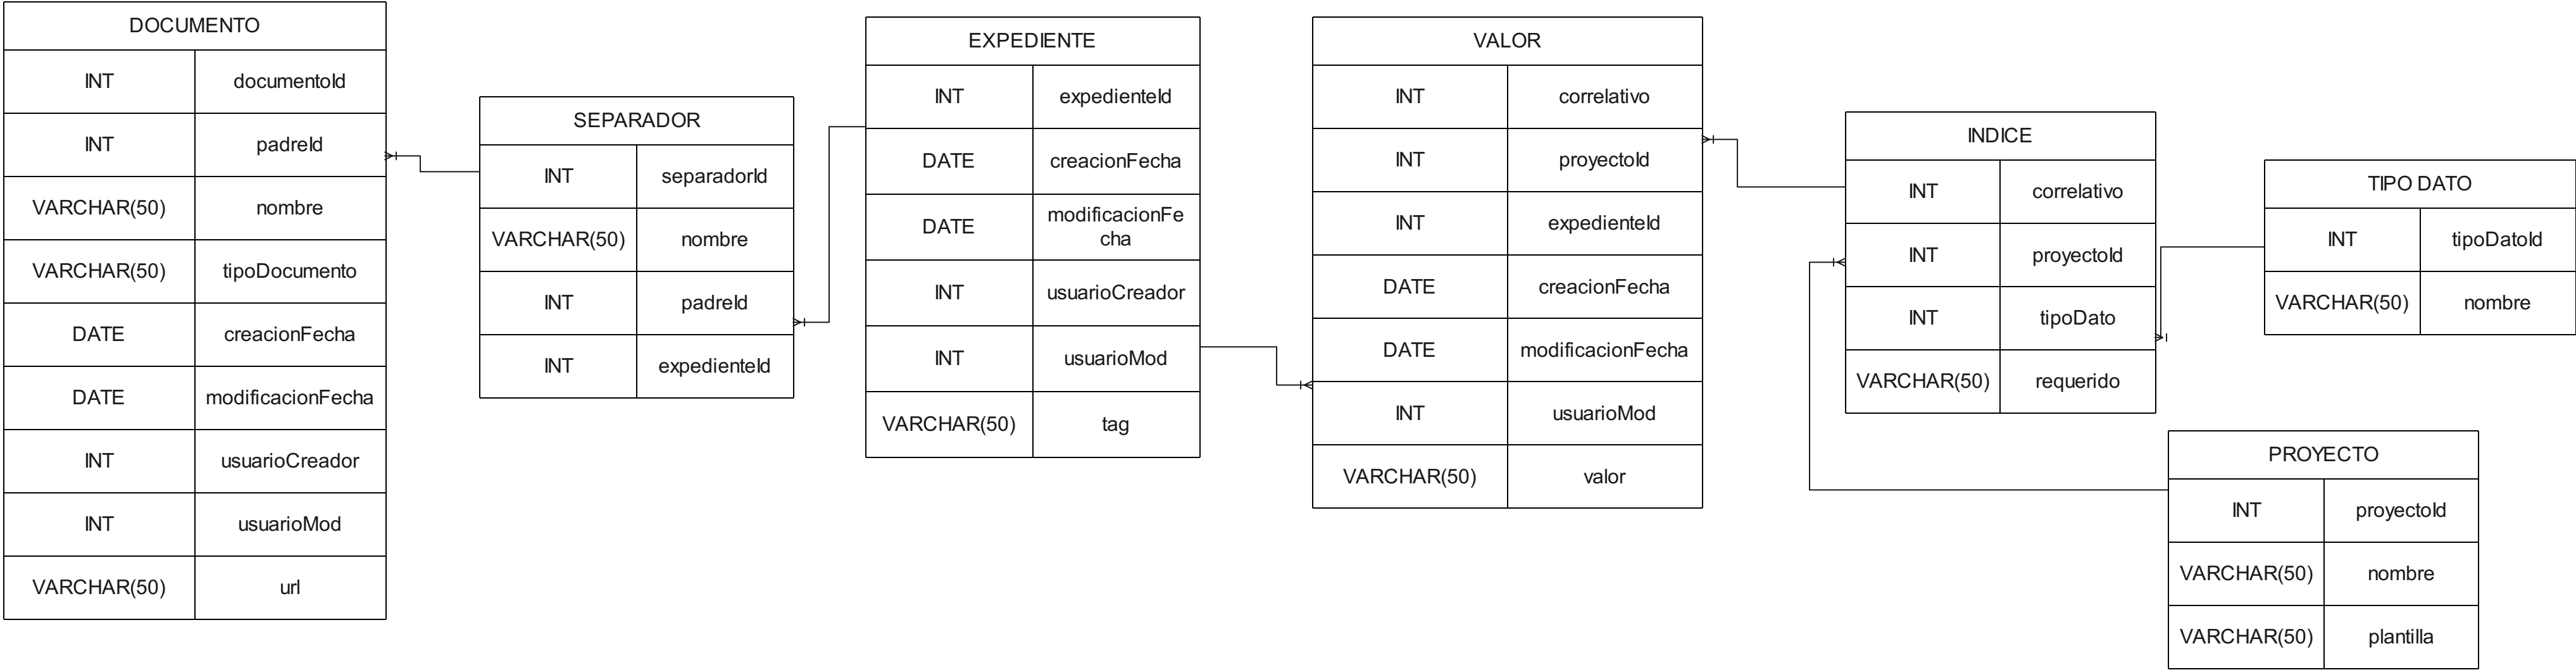 DOCUMENTO
INT documentoId
INT padreId
VARCHAR(50) nombre
VARCHAR(50) tipoDocumento
DATE creacionFecha
DATE modificacionFecha
INT usuarioCreador
INT usuarioMod
VARCHAR(50) url
SEPARADOR
INT separadorId
VARCHAR(50) nombre
INT padreId
INT expedienteId
EXPEDIENTE
INT expedienteId
DATE creacionFecha
DATE modificacionFe
cha
INT usuarioCreador
INT usuarioMod
VARCHAR(50) tag
VALOR
INT correlativo
INT proyectoId
INT expedienteId
DATE creacionFecha
DATE modificacionFecha
INT usuarioMod
VARCHAR(50) valor
INDICE
INT correlativo
INT proyectoId
INT tipoDato
VARCHAR(50) requerido
TIPO DATO
INT tipoDatoId
VARCHAR(50) nombre
PROYECTO
INT proyectoId
VARCHAR(50) nombre
VARCHAR(50) plantilla